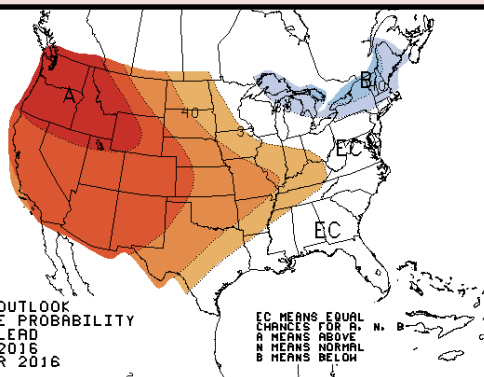 B
40
A
40
33
EC
EC
OUTLOOK
E PROBABILITY
LEAD
2016
R 2016
EC MEANS EQUAL
CHANCES FOR A, N, B
A MEANS ABOVE
N MEANS NORMAL
B MEANS BELOW